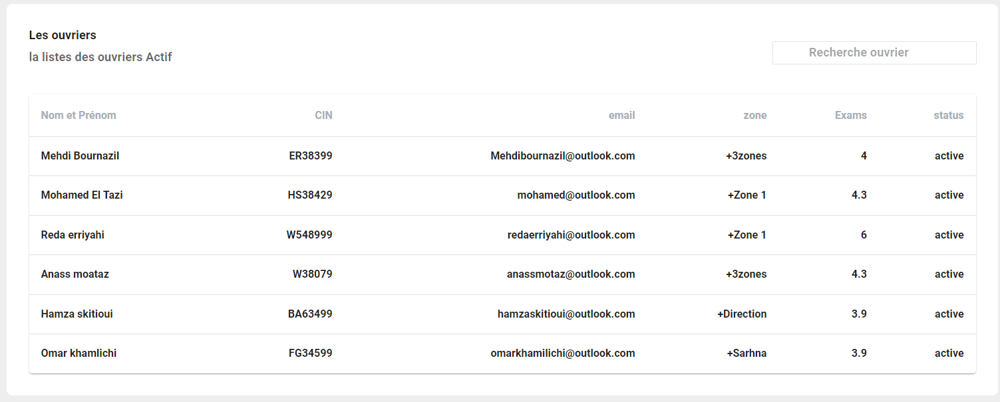 Les ouvriers
la listes des ouvriers Actif
Recherche ouvrier
Nom et Prénom CIN email zone Exams status
Mehdi Bournazil ER38399 Mehdibournazil@outlook.com +3zones 4 active
Mohamed El Tazi HS38429 mohamed@outlook.com +Zone 1 4.3 active
Reda erriyahi W548999 redaerriyahi@outlook.com +Zone 1 6 active
Anass moataz W38079 anassmotaz@outlook.com +3zones 4.3 active
Hamza skitioui BA63499 hamzaskitioui@outlook.com +Direction 3.9 active
Omar khamlichi FG34599 omarkhamilichi@outlook.com +Sarhna 3.9 active